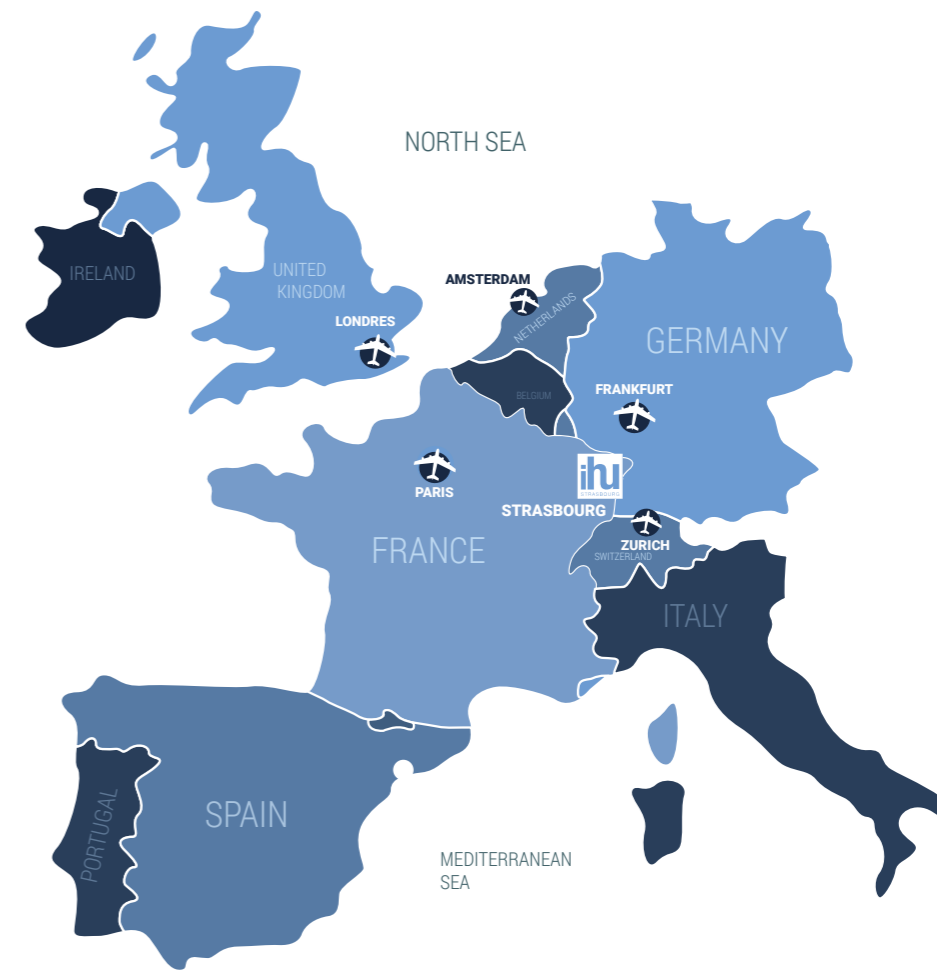 NORTH SEA
IRELAND
UNITED
KINGDOM
AMSTERDAM
NETHERLANDS
LONDRES
GERMANY
FRANKFURT
BELGIUM
ihu
STRASBOURG
PARIS
STRASBOURG
FRANCE
ZURICH
SWITZERLAND
ITALY
SPAIN
PORTUGAL
MEDITERRANEAN
SEA